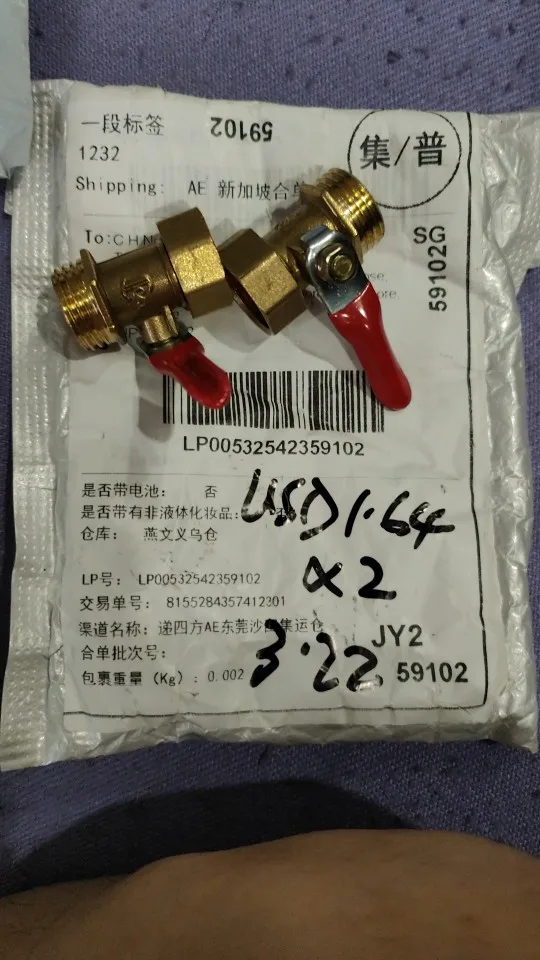 一段标签 59102
集/普
1232
Shipping: AE 新加坡合单
SG
59102G
To:CHN
LP00532542359102
是否带电池: 否
是否带有非液体化妆品:
仓库: 燕文义乌仓
USD1.64
x2
LP号: LP00532542359102
交易单号: 8155284357412301
渠道名称: 递四方AE东莞沙 集运仓
JY2
合单批次号:
59102
包裹重量 (Kg): 0.002
3.22